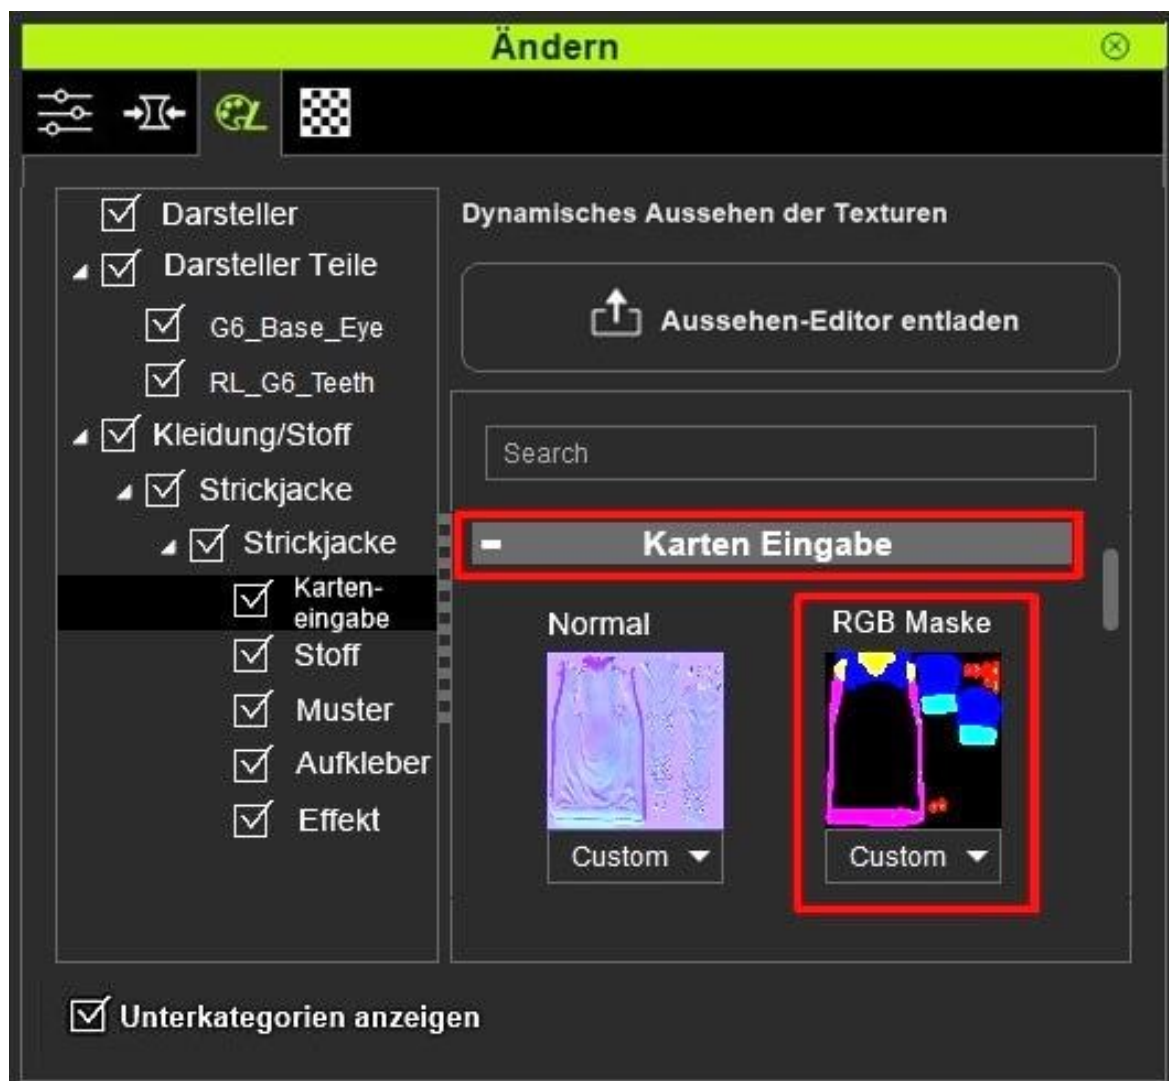 Ändern
Darsteller
Darsteller Teile
G6_Base_Eye
RL_G6_Teeth
Kleidung/Stoff
Strickjacke
Strickjacke
Karten-
eingabe
Stoff
Muster
Aufkleber
Effekt
Dynamisches Aussehen der Texturen
Aussehen-Editor entladen
Search
Karten Eingabe
Normal
RGB Maske
Custom
Custom
Unterkategorien anzeigen